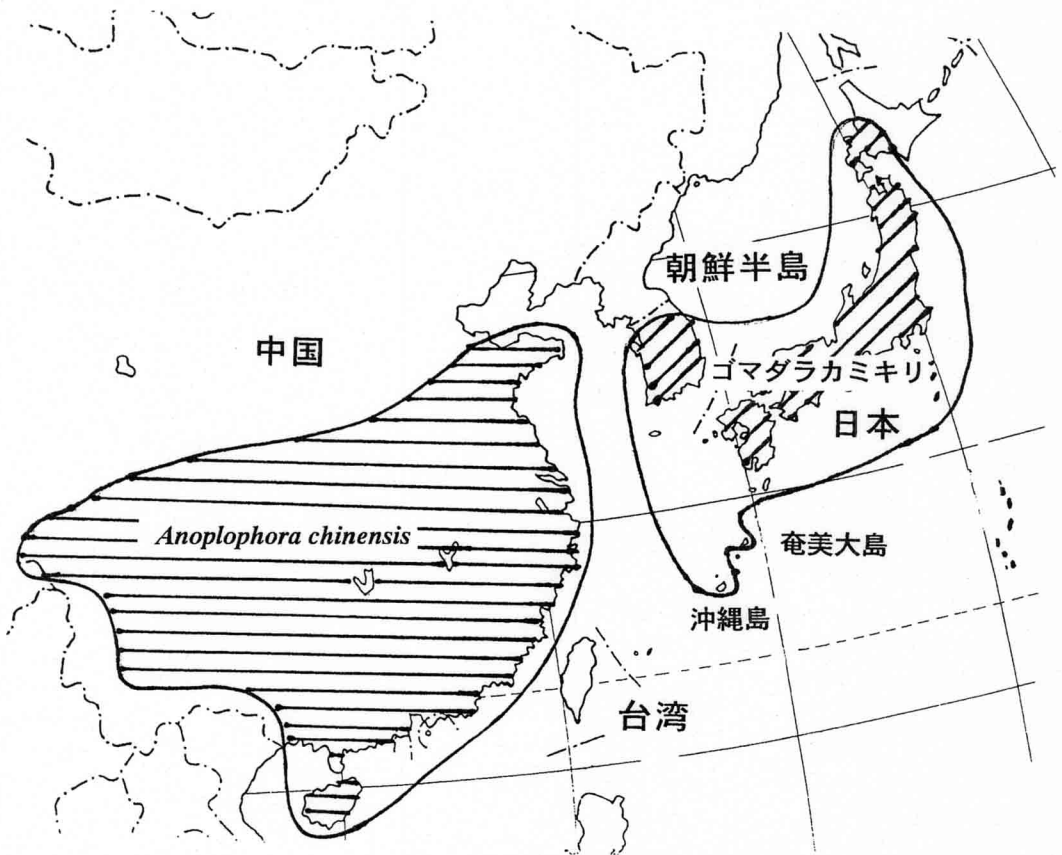 朝鮮半島
中国
ゴマダラカミキリ
日本
Anoplophora chinensis
奄美大島
沖縄島
台湾